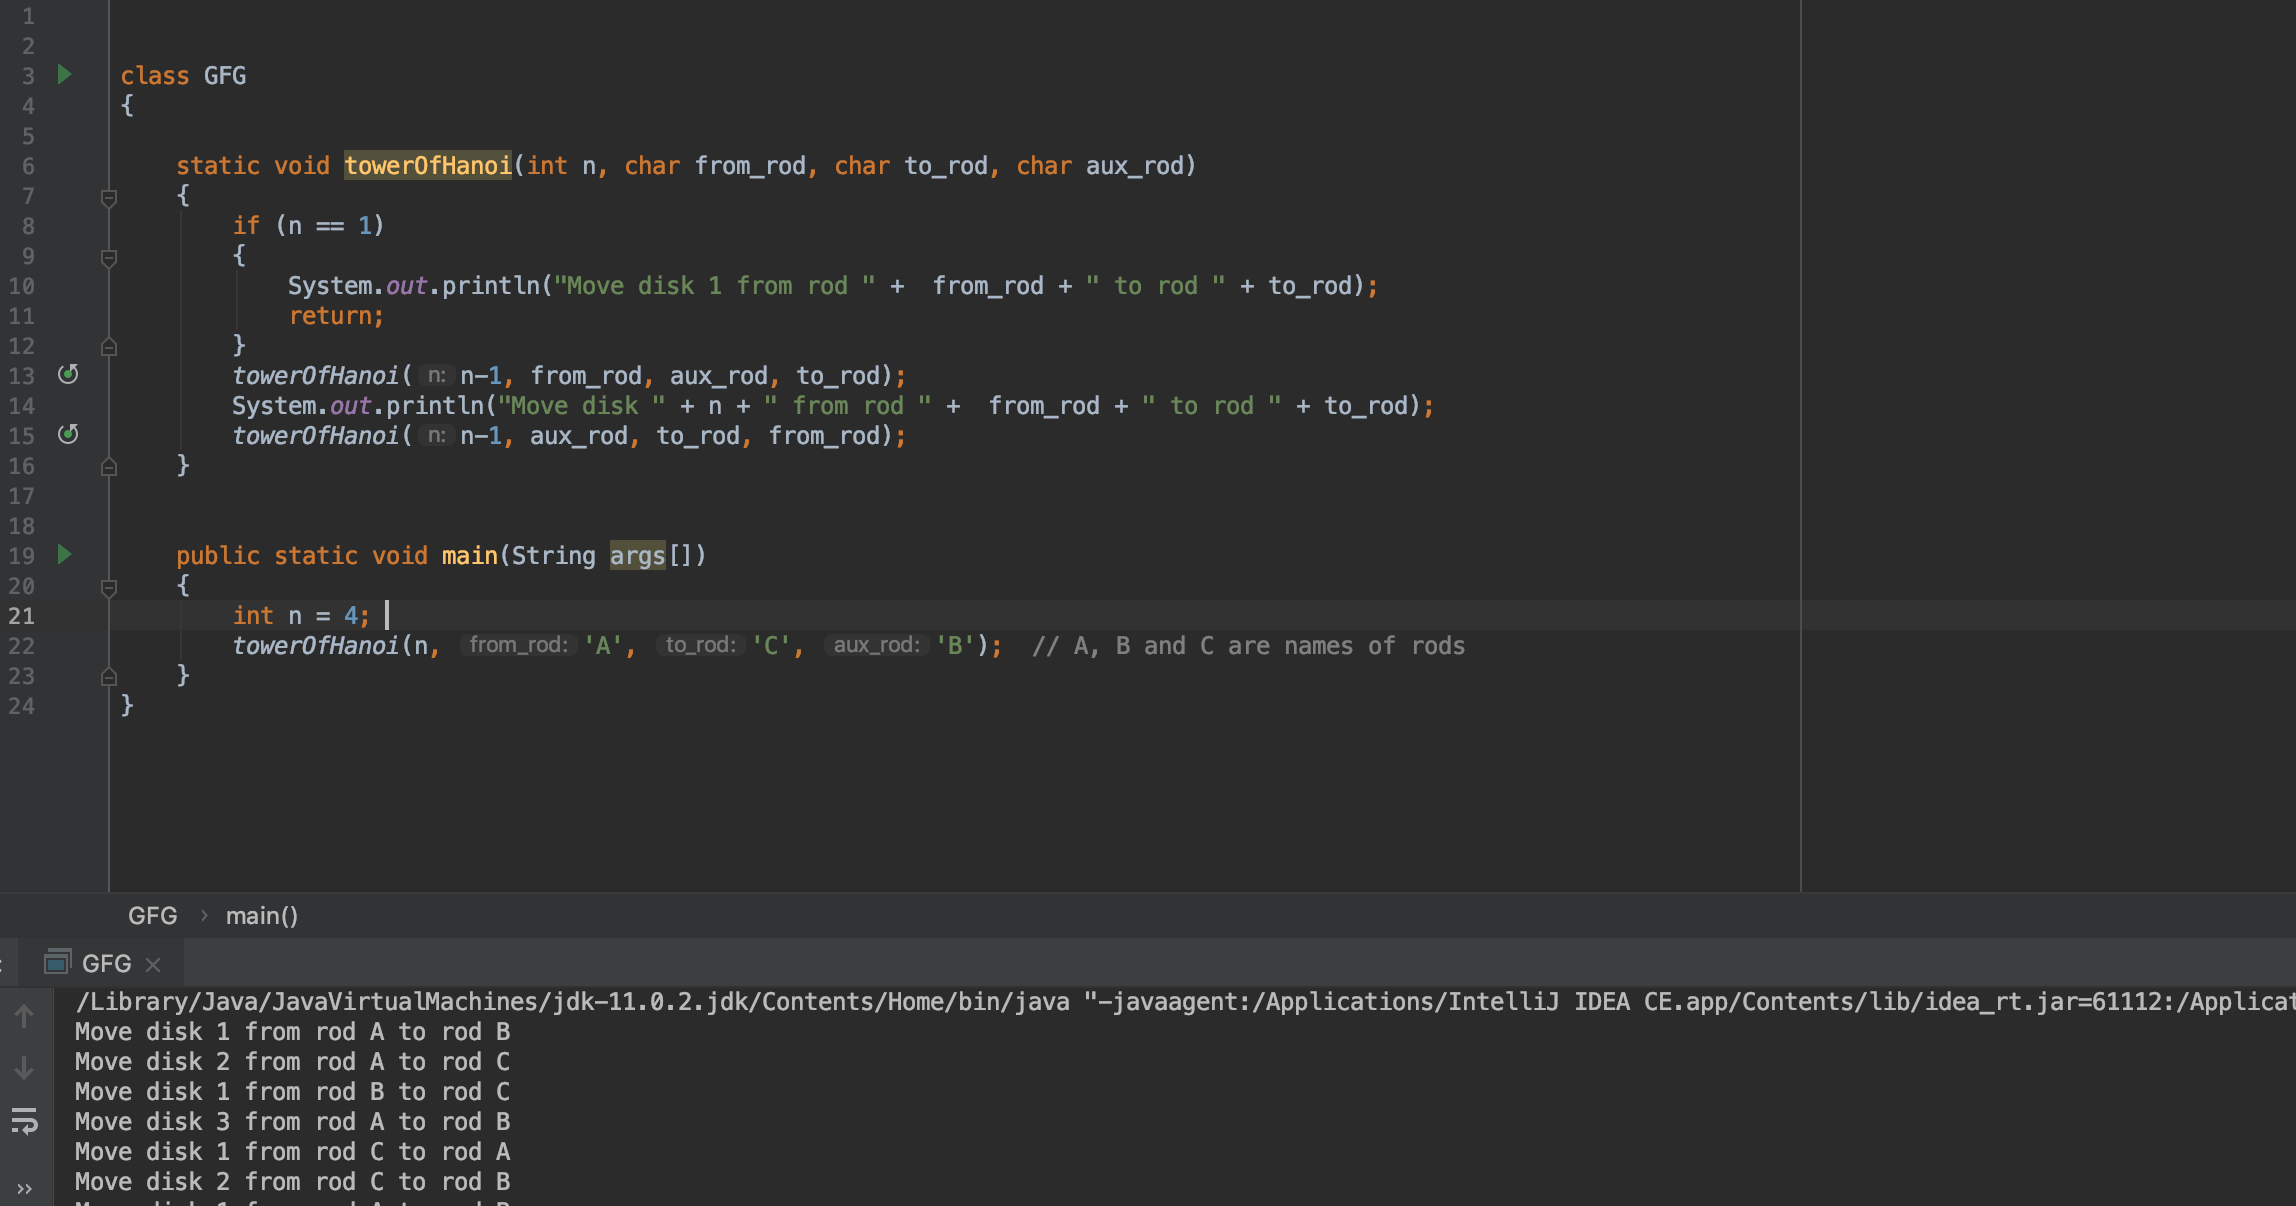 1
2
3 class GFG
4 {
5
6 static void towerOfHanoi(int n, char from_rod, char to_rod, char aux_rod)
7 {
8 if (n == 1)
9 {
10 System.out.println("Move disk 1 from rod " +  from_rod + " to rod " + to_rod);
11 return;
12 }
13 towerOfHanoi( n: n-1, from_rod, aux_rod, to_rod);
14 System.out.println("Move disk " + n + " from rod " +  from_rod + " to rod " + to_rod);
15 towerOfHanoi( n: n-1, aux_rod, to_rod, from_rod);
16 }
17
18
19 public static void main(String args[])
20 {
21 int n = 4;
22 towerOfHanoi(n, from_rod: 'A', to_rod: 'C', aux_rod: 'B');  // A, B and C are names of rods
23 }
24 }
GFG › main()
GFG ×
/Library/Java/JavaVirtualMachines/jdk-11.0.2.jdk/Contents/Home/bin/java "-javaagent:/Applications/IntelliJ IDEA CE.app/Contents/lib/idea_rt.jar=61112:/Applicat
Move disk 1 from rod A to rod B
Move disk 2 from rod A to rod C
Move disk 1 from rod B to rod C
Move disk 3 from rod A to rod B
Move disk 1 from rod C to rod A
Move disk 2 from rod C to rod B